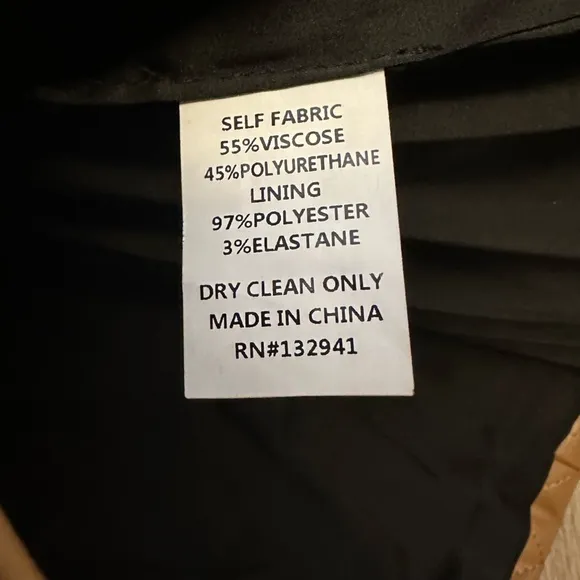 SELF FABRIC
55%VISCOSE
45%POLYURETHANE
LINING
97%POLYESTER
3%ELASTANE
DRY CLEAN ONLY
MADE IN CHINA
RN#132941